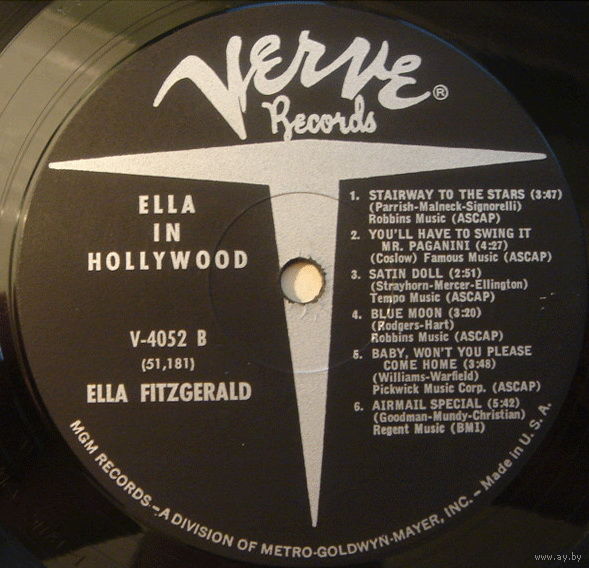 VERVE ®
Records
ELLA
IN
HOLLYWOOD
V-4052 B
(51,181)
ELLA FITZGERALD
1. STAIRWAY TO THE STARS (3:47)
(Parrish-Malneck-Signorelli)
Robbins Music (ASCAP)
2. YOU'LL HAVE TO SWING IT
MR. PAGANINI (4:27)
(Coslow) Famous Music (ASCAP)
3. SATIN DOLL (2:51)
(Strayhorn-Mercer-Ellington)
Tempo Music (ASCAP)
4. BLUE MOON (3:20)
(Rodgers-Hart)
Robbins Music (ASCAP)
5. BABY, WON'T YOU PLEASE
COME HOME (3:48)
(Williams-Warfield)
Pickwick Music Corp. (ASCAP)
6. AIRMAIL SPECIAL (5:42)
(Goodman-Mundy-Christian)
Regent Music (BMI)
MGM RECORDS—A DIVISION OF METRO-GOLDWYN-MAYER, INC. – Made in U. S. A.
www.ay.by